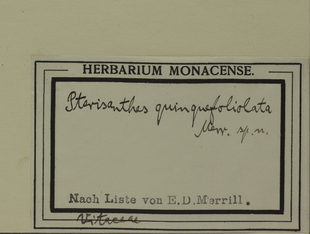 HERBARIUM MONACENSE.
Pterisanthes quinquefoliolata
Merr. sp. n.
Nach Liste von E.D.Merrill.
Vitaceae